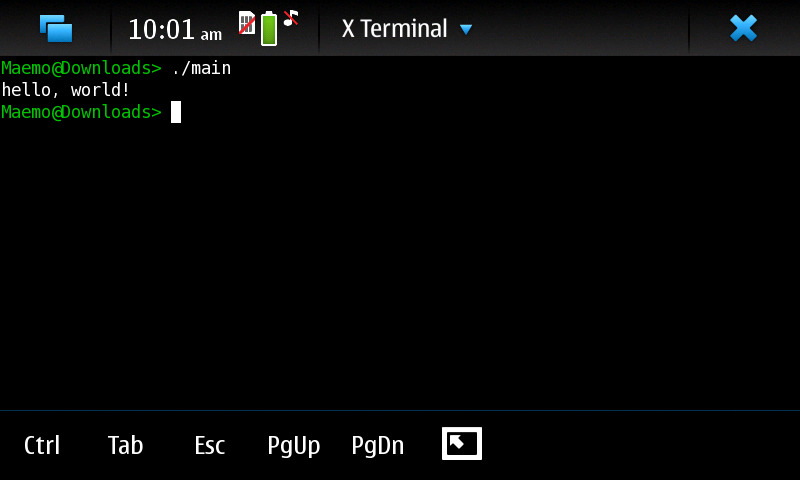 10:01 am X Terminal
Maemo@Downloads> ./main
hello, world!
Maemo@Downloads>
Ctrl Tab Esc PgUp PgDn